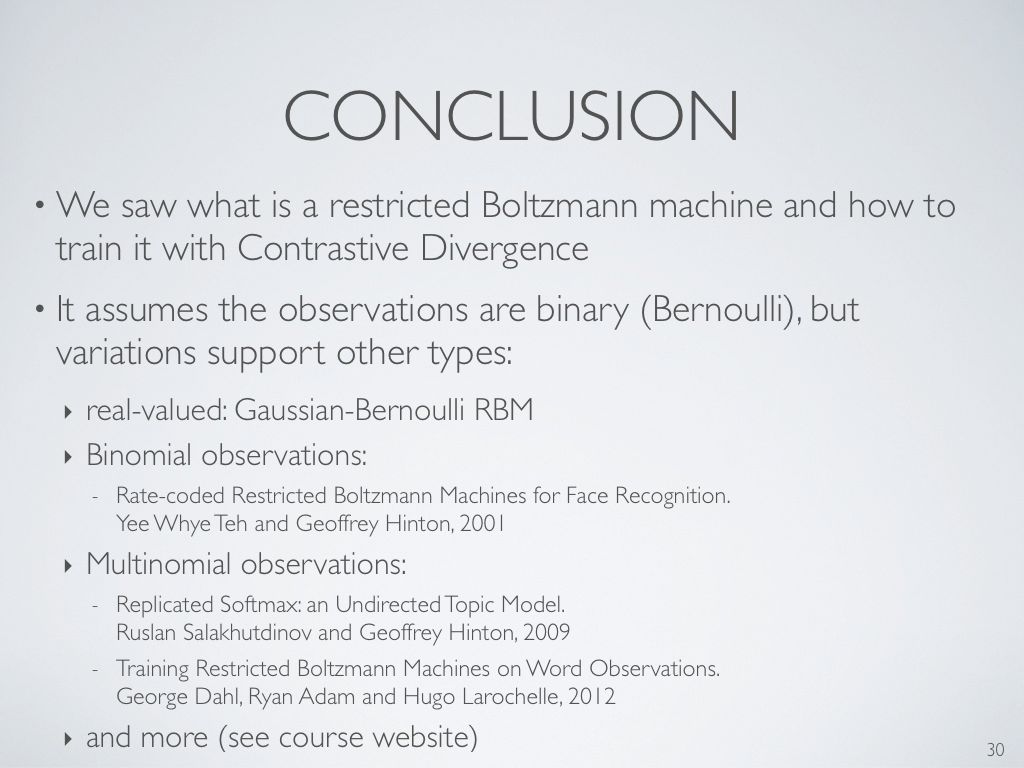 CONCLUSION
• We saw what is a restricted Boltzmann machine and how to
train it with Contrastive Divergence
• It assumes the observations are binary (Bernoulli), but
variations support other types:
‣ real-valued: Gaussian-Bernoulli RBM
‣ Binomial observations:
- Rate-coded Restricted Boltzmann Machines for Face Recognition.
Yee Whye Teh and Geoffrey Hinton, 2001
‣ Multinomial observations:
- Replicated Softmax: an Undirected Topic Model.
Ruslan Salakhutdinov and Geoffrey Hinton, 2009
- Training Restricted Boltzmann Machines on Word Observations.
George Dahl, Ryan Adam and Hugo Larochelle, 2012
‣ and more (see course website)
30